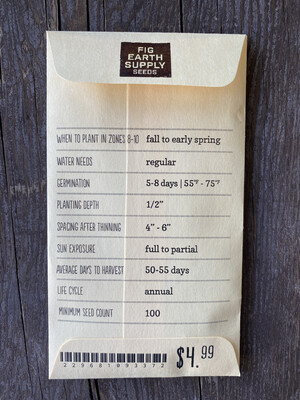 FIG
EARTH
SUPPLY
SEEDS
WHEN TO PLANT IN ZONES 8-10 fall to early spring
WATER NEEDS regular
GERMINATION 5-8 days | 55°F - 75°F
PLANTING DEPTH 1/2"
SPACING AFTER THINNING 4" - 6"
SUN EXPOSURE full to partial
AVERAGE DAYS TO HARVEST 50-55 days
LIFE CYCLE annual
MINIMUM SEED COUNT 100
229681093372 $4.99